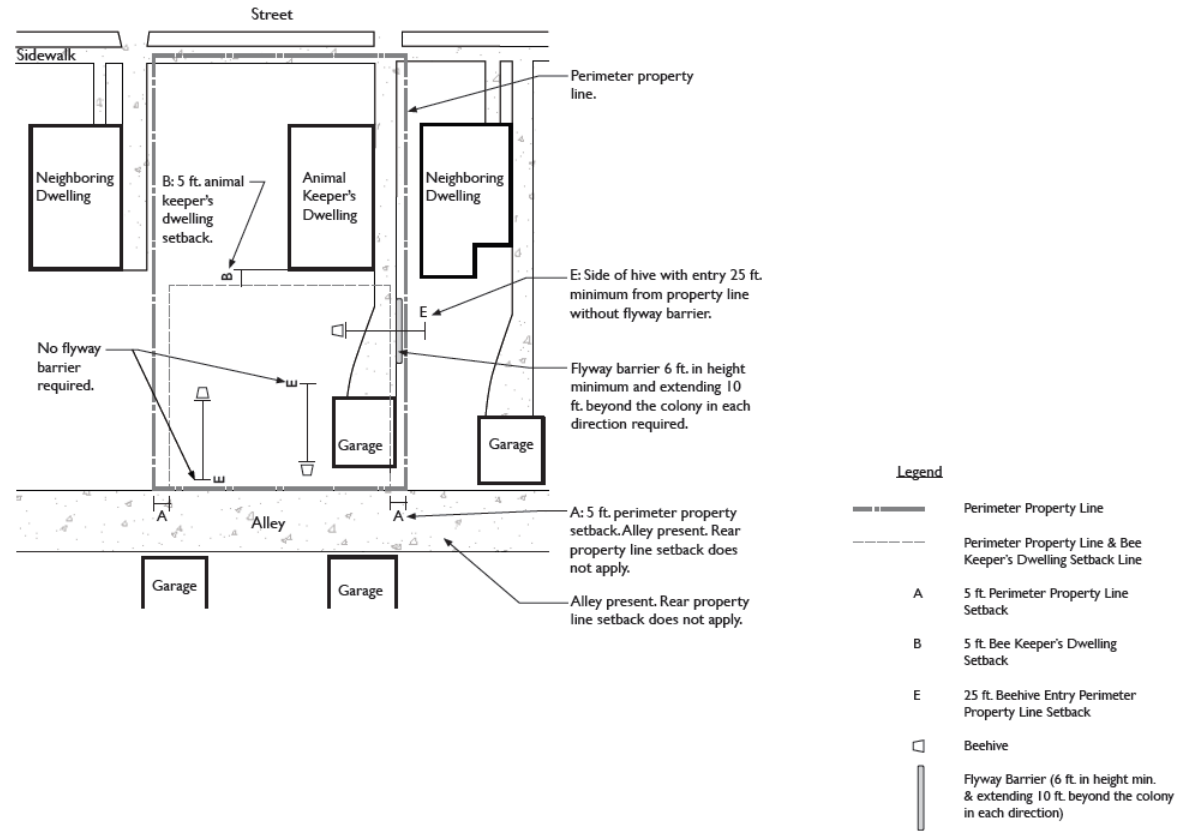 Street
Sidewalk
Perimeter property
line.
Neighboring
Dwelling
B: 5 ft. animal
keeper's
dwelling
setback.
Animal
Keeper's
Dwelling
Neighboring
Dwelling
B
E: Side of hive with entry 25 ft.
minimum from property line
without flyway barrier.
E
No flyway
barrier
required.
E
Flyway barrier 6 ft. in height
minimum and extending 10
ft. beyond the colony in each
direction required.
Garage
Garage
E
A
Alley
A
A: 5 ft. perimeter property
setback. Alley present. Rear
property line setback does
not apply.
Garage
Garage
Alley present. Rear property
line setback does not apply.
Legend
Perimeter Property Line
Perimeter Property Line & Bee
Keeper's Dwelling Setback Line
A
5 ft. Perimeter Property Line
Setback
B
5 ft. Bee Keeper's Dwelling
Setback
E
25 ft. Beehive Entry Perimeter
Property Line Setback
Beehive
Flyway Barrier (6 ft. in height min.
& extending 10 ft. beyond the colony
in each direction)